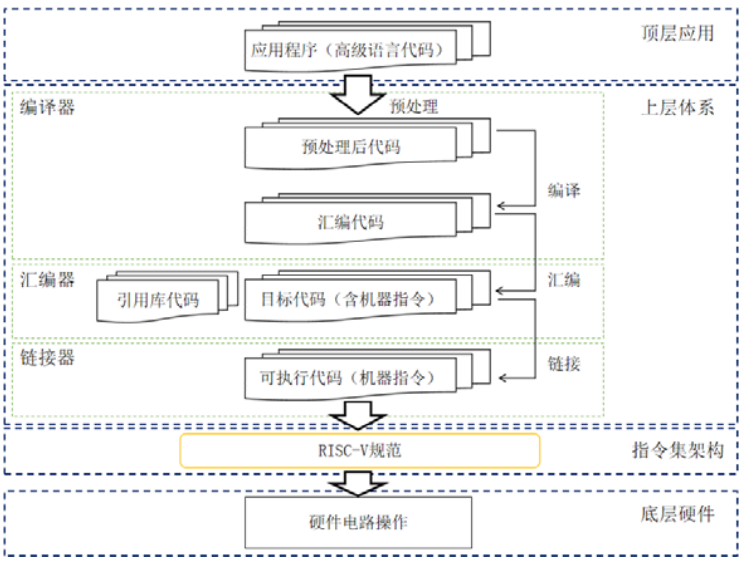 顶层应用
应用程序（高级语言代码）
编译器
预处理
上层体系
预处理后代码
编译
汇编代码
汇编器
汇编
引用库代码
目标代码（含机器指令）
链接器
链接
可执行代码（机器指令）
RISC-V规范
指令集架构
硬件电路操作
底层硬件